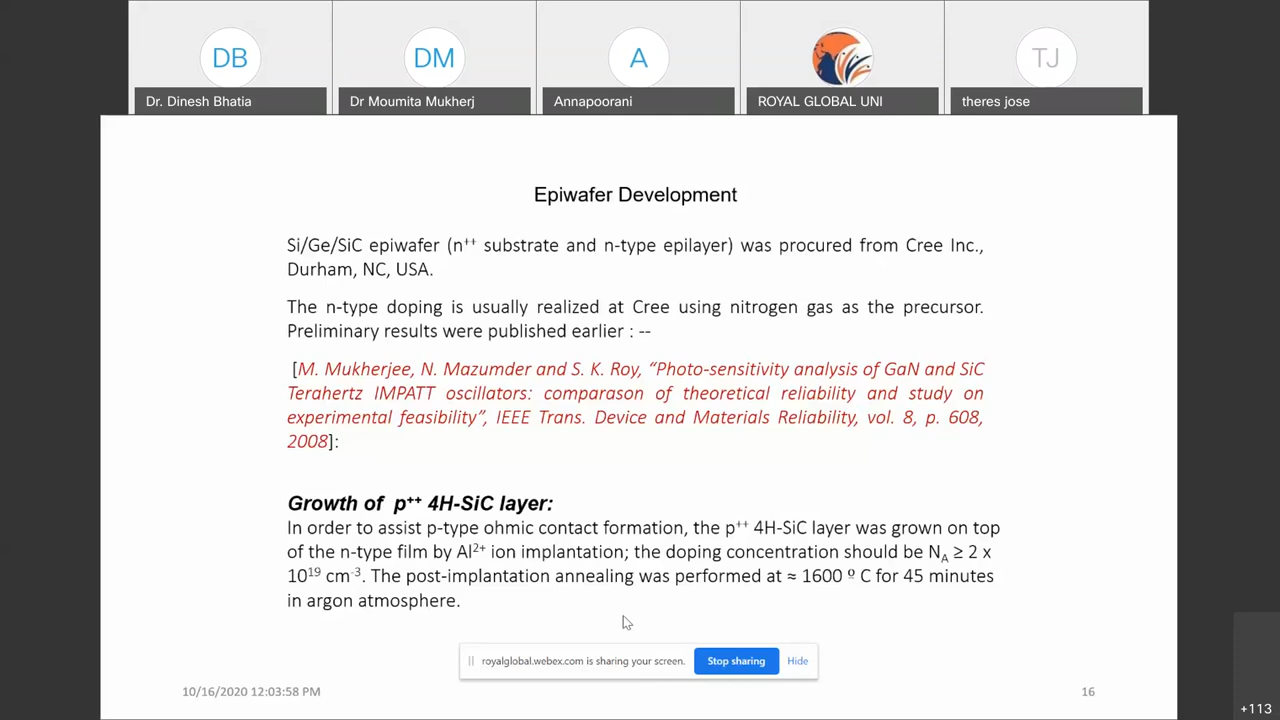 DB
DM
A
TJ
Dr. Dinesh Bhatia
Dr Moumita Mukherj
Annapoorani
ROYAL GLOBAL UNI
theres jose
Epiwafer Development
Si/Ge/SiC epiwafer (n⁺⁺ substrate and n-type epilayer) was procured from Cree Inc.,
Durham, NC, USA.
The n-type doping is usually realized at Cree using nitrogen gas as the precursor.
Preliminary results were published earlier : --
[M. Mukherjee, N. Mazumder and S. K. Roy, “Photo-sensitivity analysis of GaN and SiC
Terahertz IMPATT oscillators: comparason of theoretical reliability and study on
experimental feasibility”, IEEE Trans. Device and Materials Reliability, vol. 8, p. 608,
2008]:
Growth of p⁺⁺ 4H-SiC layer:
In order to assist p-type ohmic contact formation, the p⁺⁺ 4H-SiC layer was grown on top
of the n-type film by Al²⁺ ion implantation; the doping concentration should be N_A ≥ 2 x
10¹⁹ cm⁻³. The post-implantation annealing was performed at ≈ 1600 º C for 45 minutes
in argon atmosphere.
royalglobal.webex.com is sharing your screen.
Stop sharing
Hide
10/16/2020 12:03:58 PM
16
+113